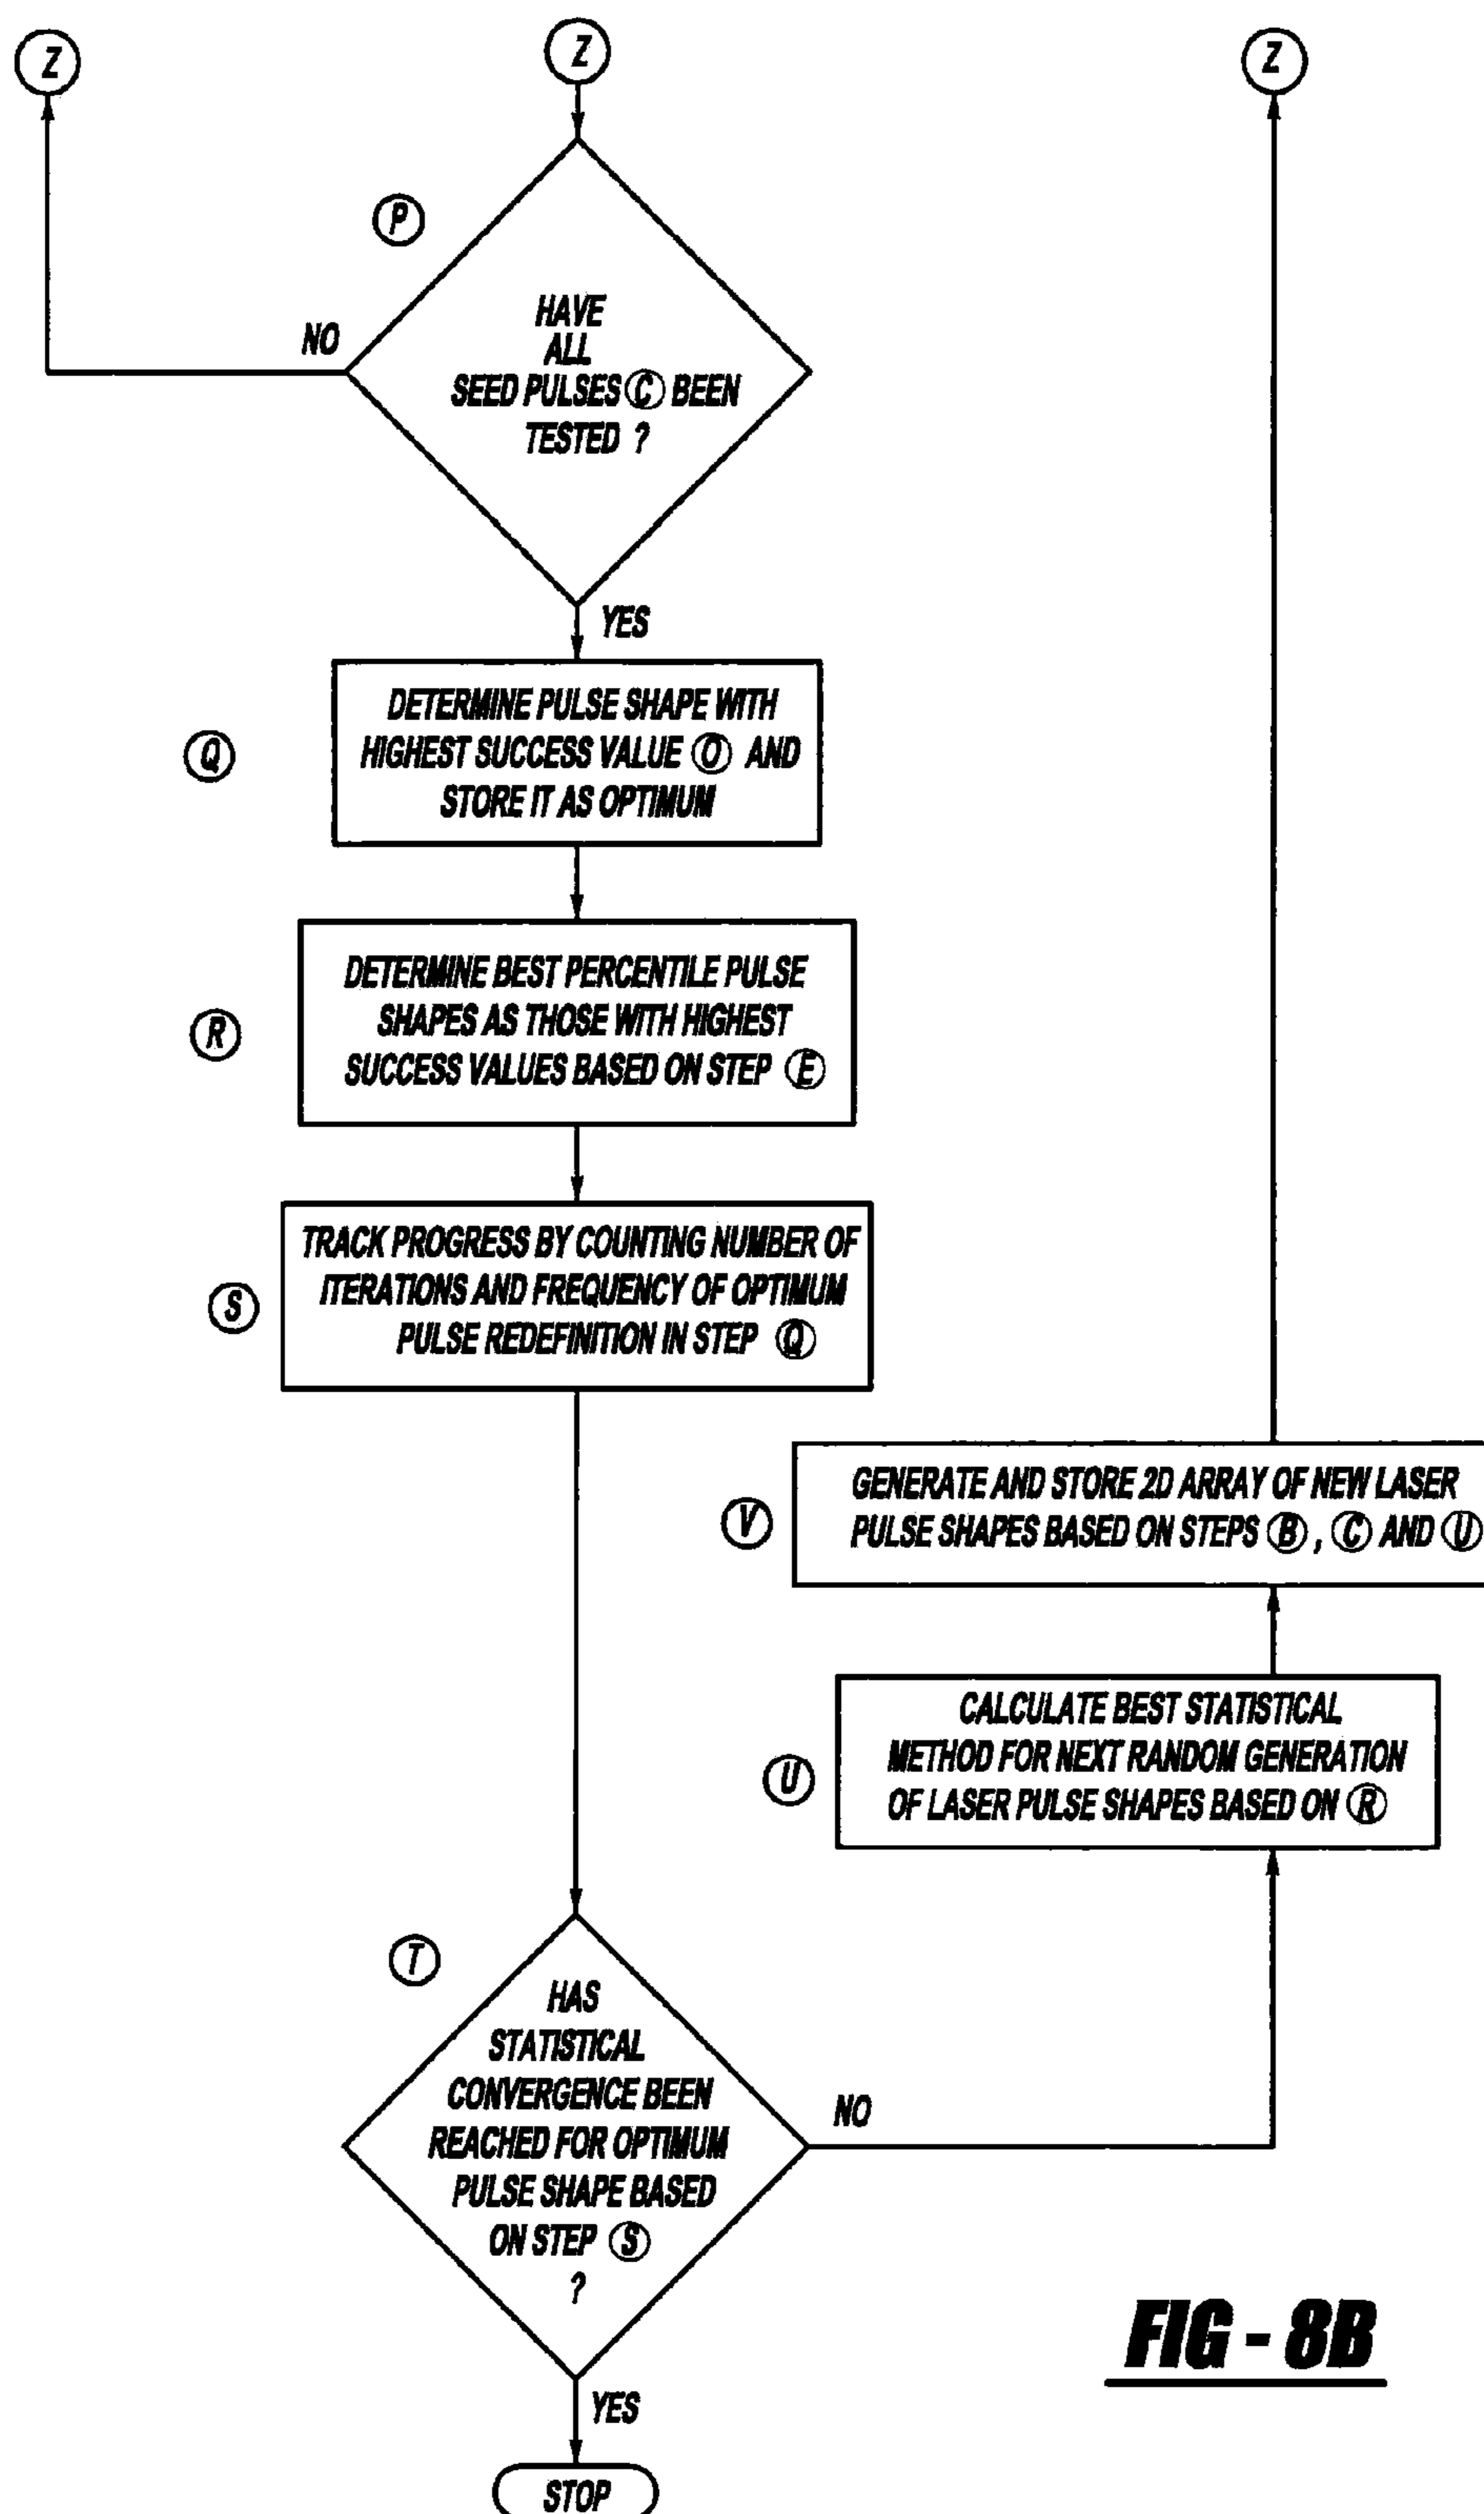 Z
Z
Z
P
HAVE
ALL
SEED PULSES C BEEN
TESTED ?
NO
YES
Q
DETERMINE PULSE SHAPE WITH
HIGHEST SUCCESS VALUE O AND
STORE IT AS OPTIMUM
R
DETERMINE BEST PERCENTILE PULSE
SHAPES AS THOSE WITH HIGHEST
SUCCESS VALUES BASED ON STEP E
S
TRACK PROGRESS BY COUNTING NUMBER OF
ITERATIONS AND FREQUENCY OF OPTIMUM
PULSE REDEFINITION IN STEP Q
V
GENERATE AND STORE 2D ARRAY OF NEW LASER
PULSE SHAPES BASED ON STEPS B , C AND U
U
CALCULATE BEST STATISTICAL
METHOD FOR NEXT RANDOM GENERATION
OF LASER PULSE SHAPES BASED ON R
T
HAS
STATISTICAL
CONVERGENCE BEEN
REACHED FOR OPTIMUM
PULSE SHAPE BASED
ON STEP S
?
NO
YES
STOP
FIG - 8B